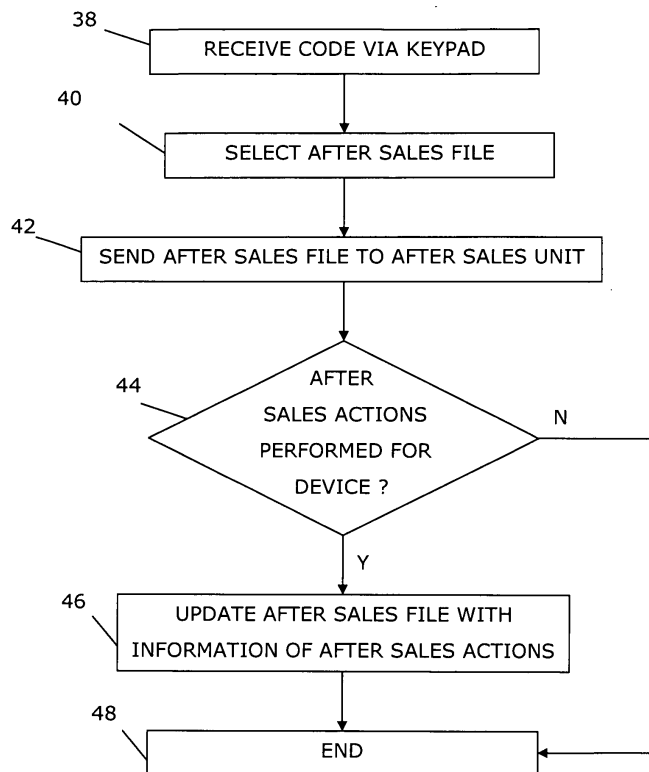 38
RECEIVE CODE VIA KEYPAD
40
SELECT AFTER SALES FILE
42
SEND AFTER SALES FILE TO AFTER SALES UNIT
44
AFTER
SALES ACTIONS
PERFORMED FOR
DEVICE ?
N
Y
46
UPDATE AFTER SALES FILE WITH
INFORMATION OF AFTER SALES ACTIONS
48
END